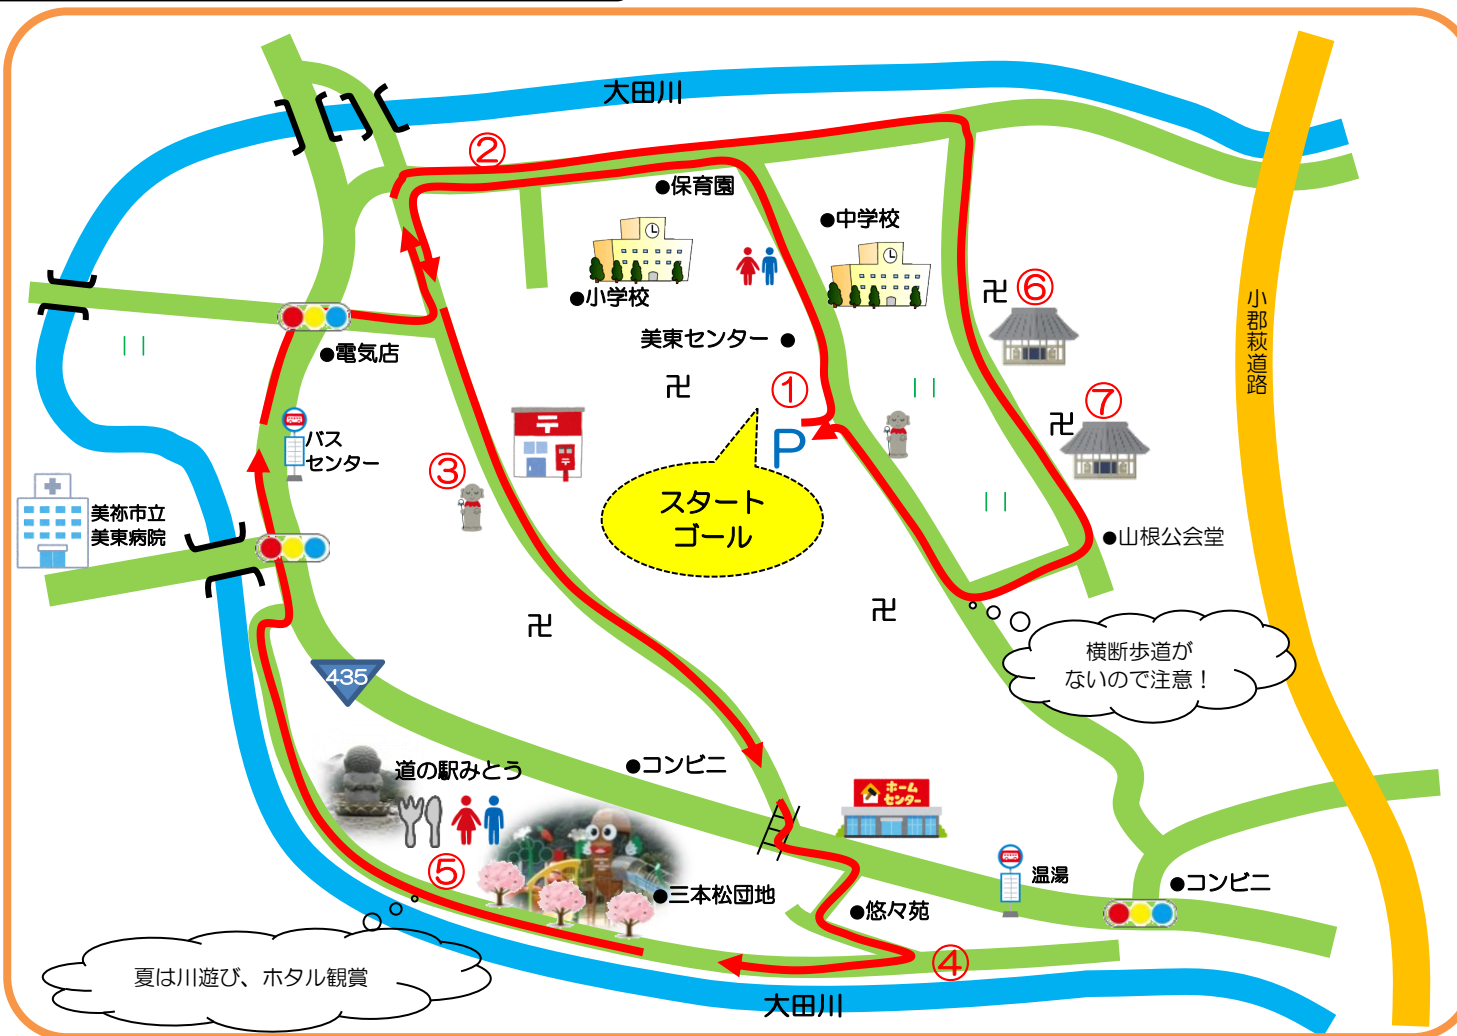 大田川
②
●保育園
●中学校
●小学校
卍
⑥
小郡萩道路
美東センター ●
●電気店
卍
①
卍
⑦
P
〒
〒
バス
センター
③
スタート
ゴール
美祢市立
美東病院
●山根公会堂
卍
卍
横断歩道が
ないので注意！
435
道の駅みとう
●コンビニ
ホーム
センター
⑤
●三本松団地
温湯
●コンビニ
●悠々苑
④
夏は川遊び、ホタル観賞
大田川